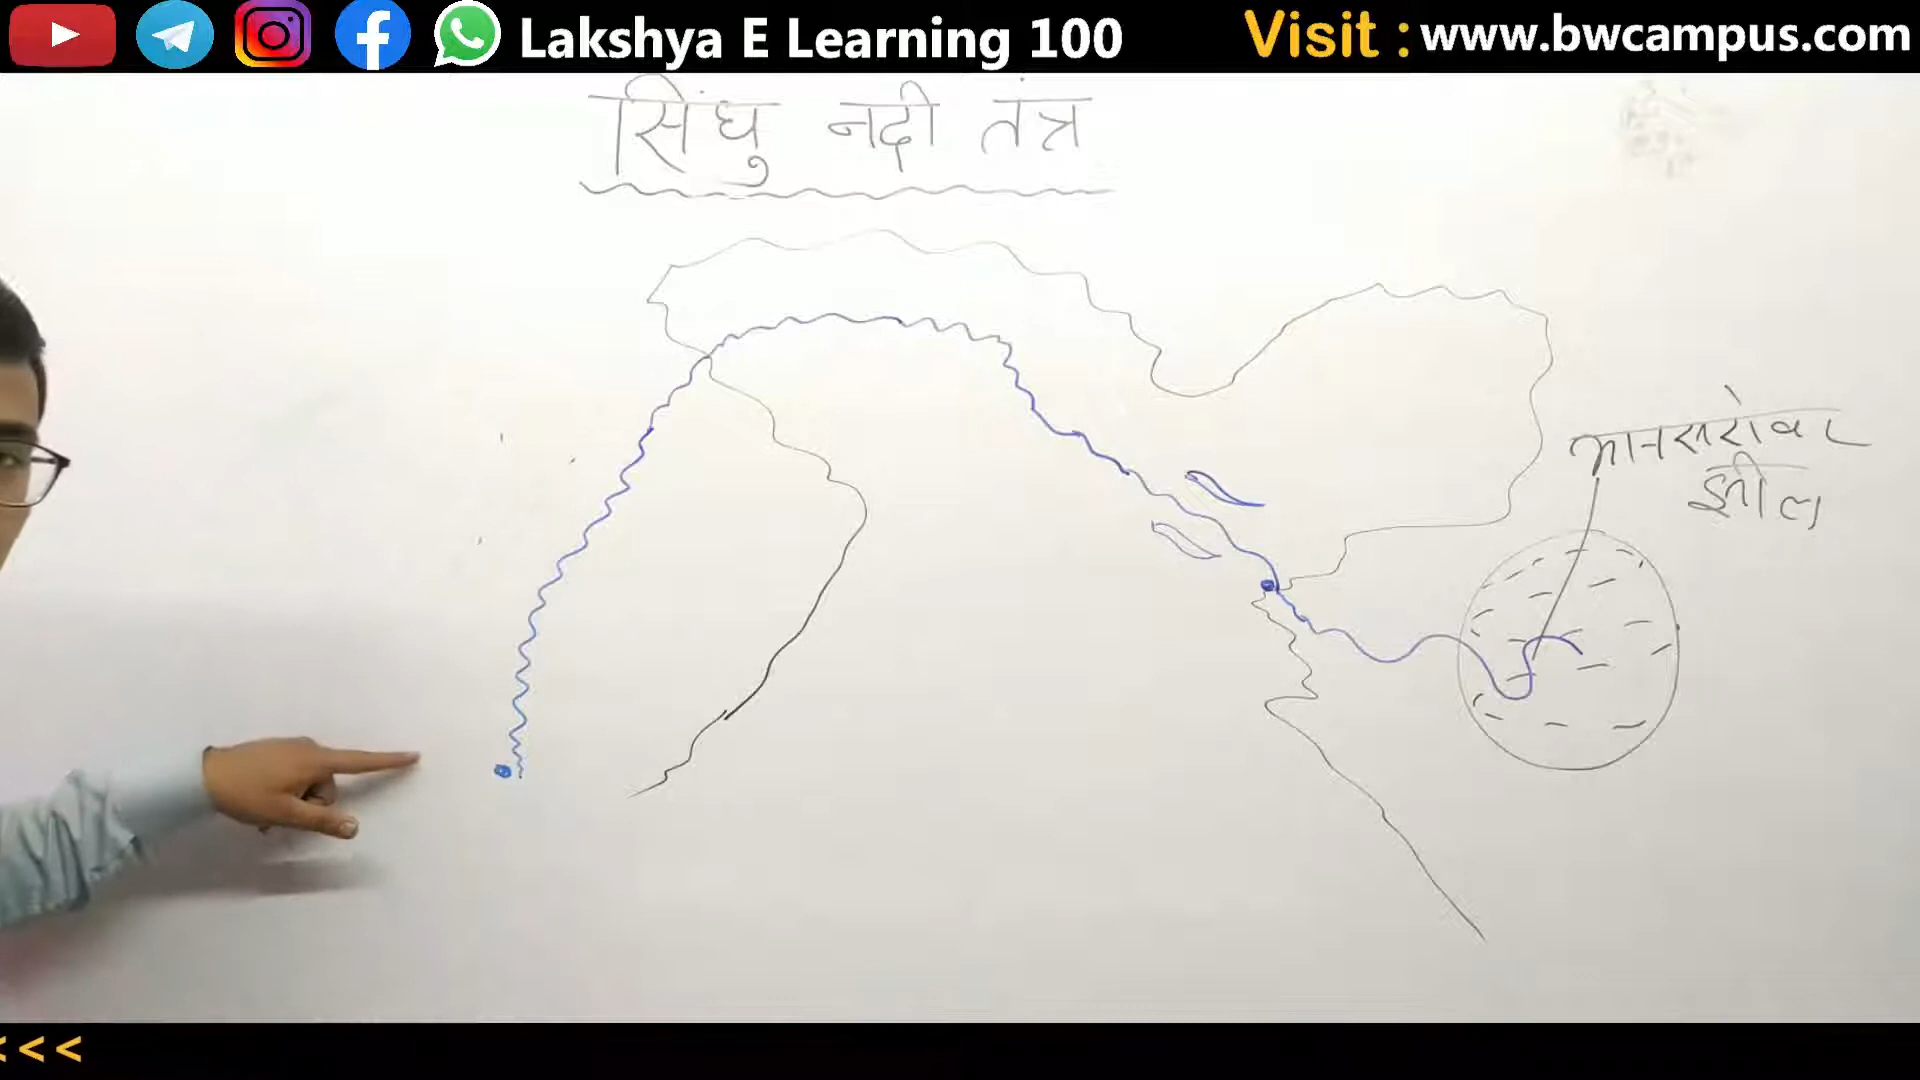 Lakshya E Learning 100
Visit : www.bwcampus.com
सिंधु नदी तंत्र
मानसरोवर
झील
<<<